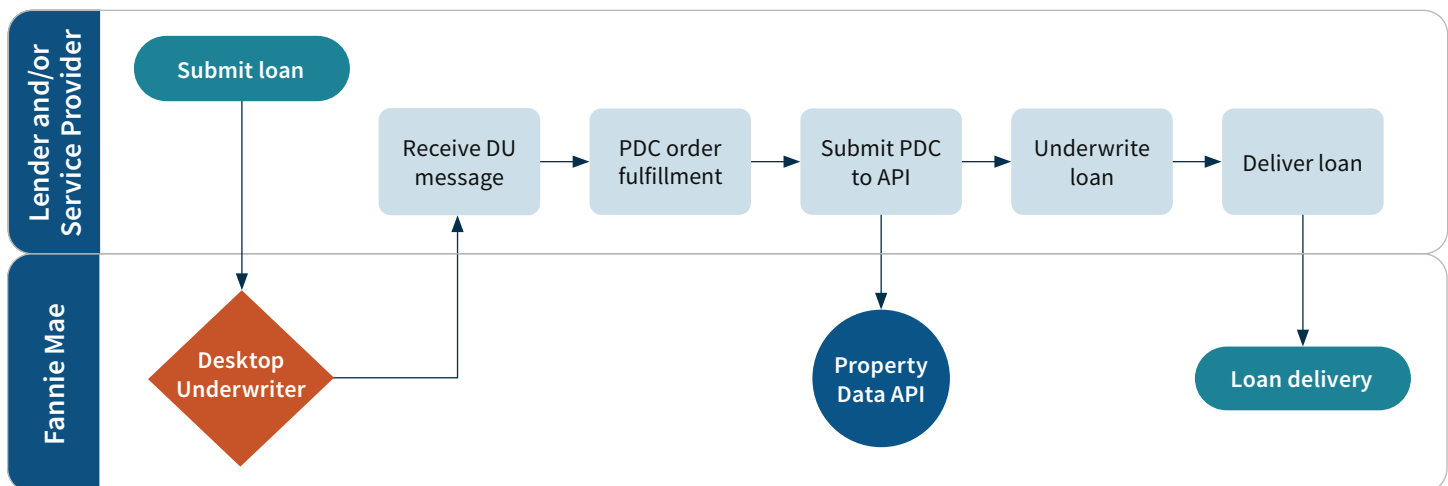 Lender and/or
Service Provider
Submit loan
Receive DU
message
PDC order
fulfillment
Submit PDC
to API
Underwrite
loan
Deliver loan
Fannie Mae
Desktop
Underwriter
Property
Data API
Loan delivery